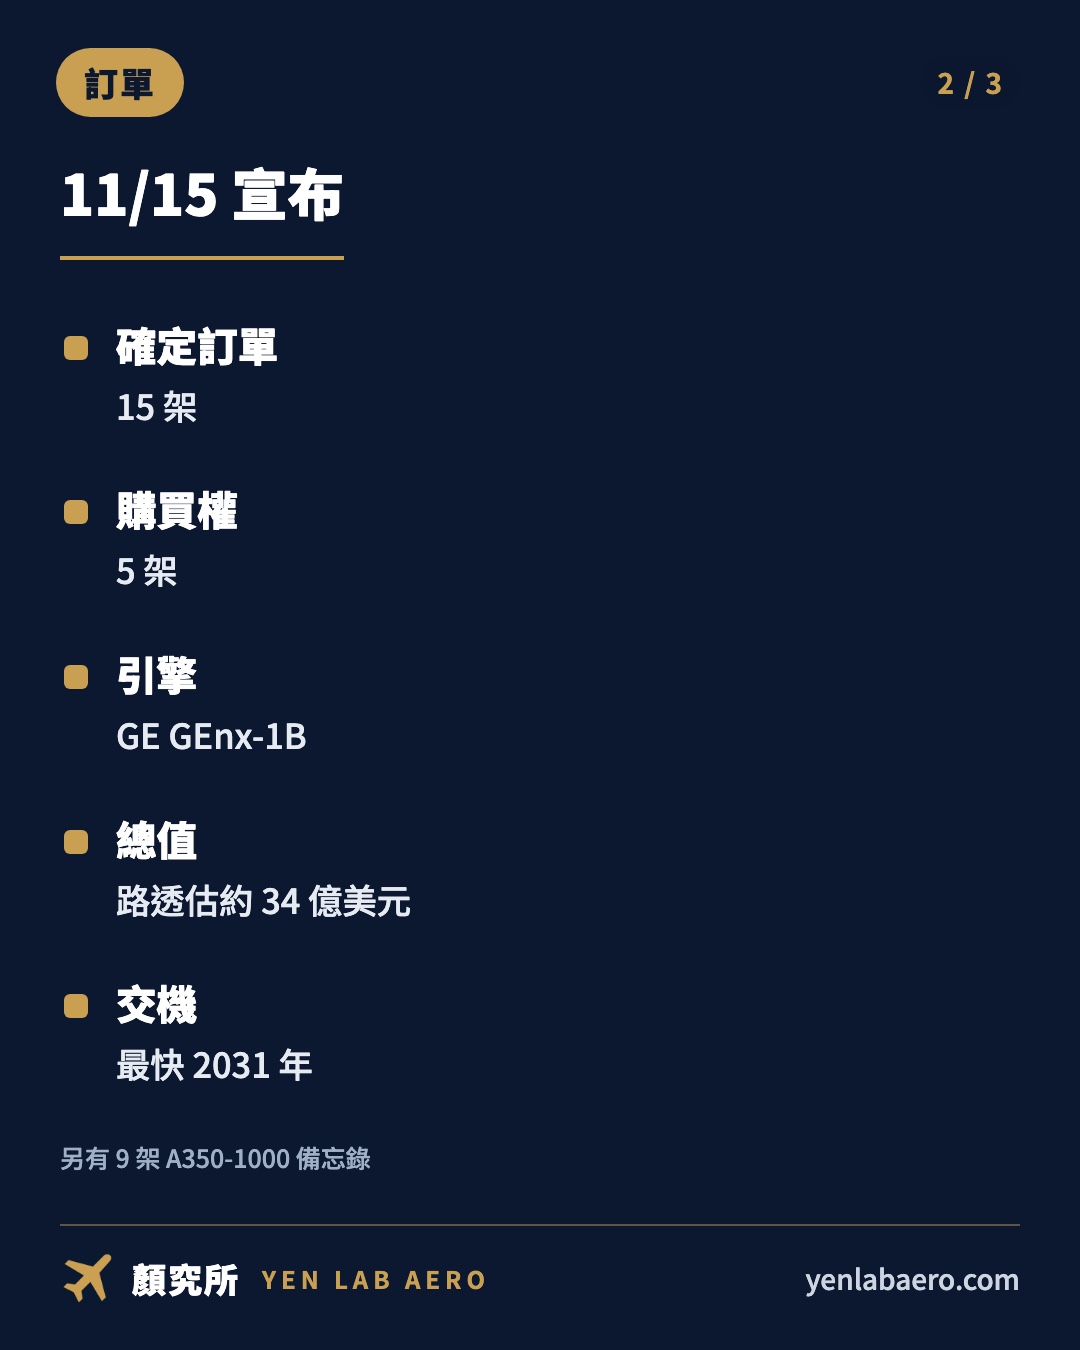 訂單
2 / 3
11/15 宣布
確定訂單
15 架
購買權
5 架
引擎
GE GEnx-1B
總值
路透估約 34 億美元
交機
最快 2031 年
另有 9 架 A350-1000 備忘錄
顏究所 YEN LAB AERO
yenlabaero.com